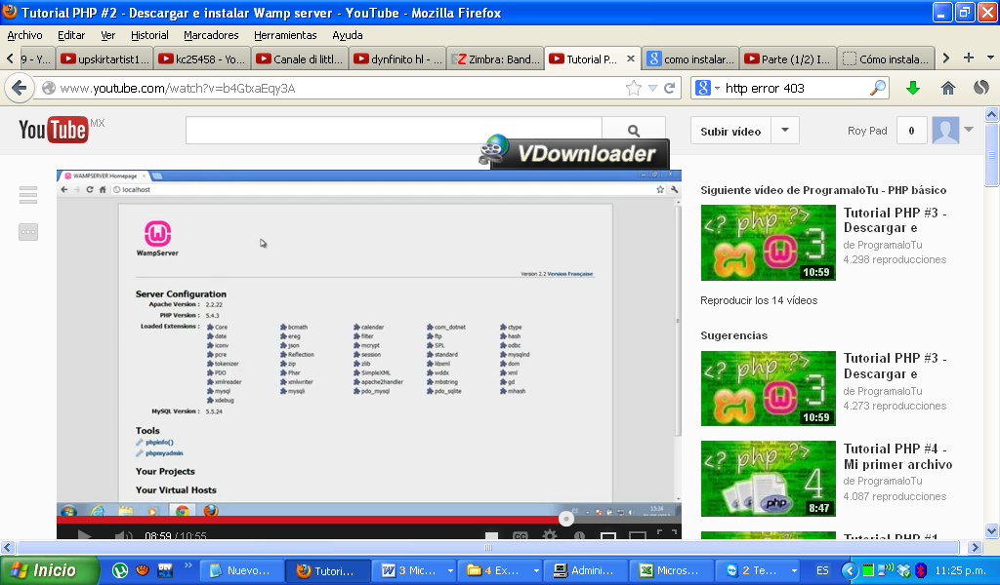 Tutorial PHP #2 - Descargar e instalar Wamp server - YouTube - Mozilla Firefox
Archivo Editar Ver Historial Marcadores Herramientas Ayuda
9 - Y... upskirtartist1... kc25458 - Yo... Canale di littl... dynfinito hl - ... Zimbra: Band... Tutorial P... como instalar... Parte (1/2) I... Cómo instala...
www.youtube.com/watch?v=b4GtxaEqy3A http error 403
YouTube MX Subir vídeo Roy Pad 0
VDownloader
WAMPSERVER Homepage
localhost
WampServer
Version 2.2 Version Française
Server Configuration
Apache Version : 2.2.22
PHP Version : 5.4.3
Loaded Extensions : Core bcmath calendar com_dotnet ctype
date ereg filter ftp hash
iconv json mcrypt SPL odbc
pcre Reflection session standard mysqlnd
tokenizer zip zlib libxml dom
PDO Phar SimpleXML wddx xml
xmlreader xmlwriter apache2handler mbstring gd
mysql mysqli pdo_mysql pdo_sqlite mhash
xdebug
MySQL Version : 5.5.24
Tools
phpinfo()
phpmyadmin
Your Projects
Your Virtual Hosts
ES 15:34
08:59 / 10:55
Siguiente vídeo de ProgramaloTu - PHP básico
<? php ?>
3
10:59
Tutorial PHP #3 -
Descargar e
de ProgramaloTu
4.298 reproducciones
Reproducir los 14 vídeos
Sugerencias
<? php ?>
3
10:59
Tutorial PHP #3 -
Descargar e
de ProgramaloTu
4.273 reproducciones
<? php ?>
4
php
8:47
Tutorial PHP #4 -
Mi primer archivo
de ProgramaloTu
4.087 reproducciones
Tutorial PHP #1
Inicio Nuevo... Tutori... 3 Mic... 4 Ex... Admini... Micros... 2 Te... ES 11:25 p.m.